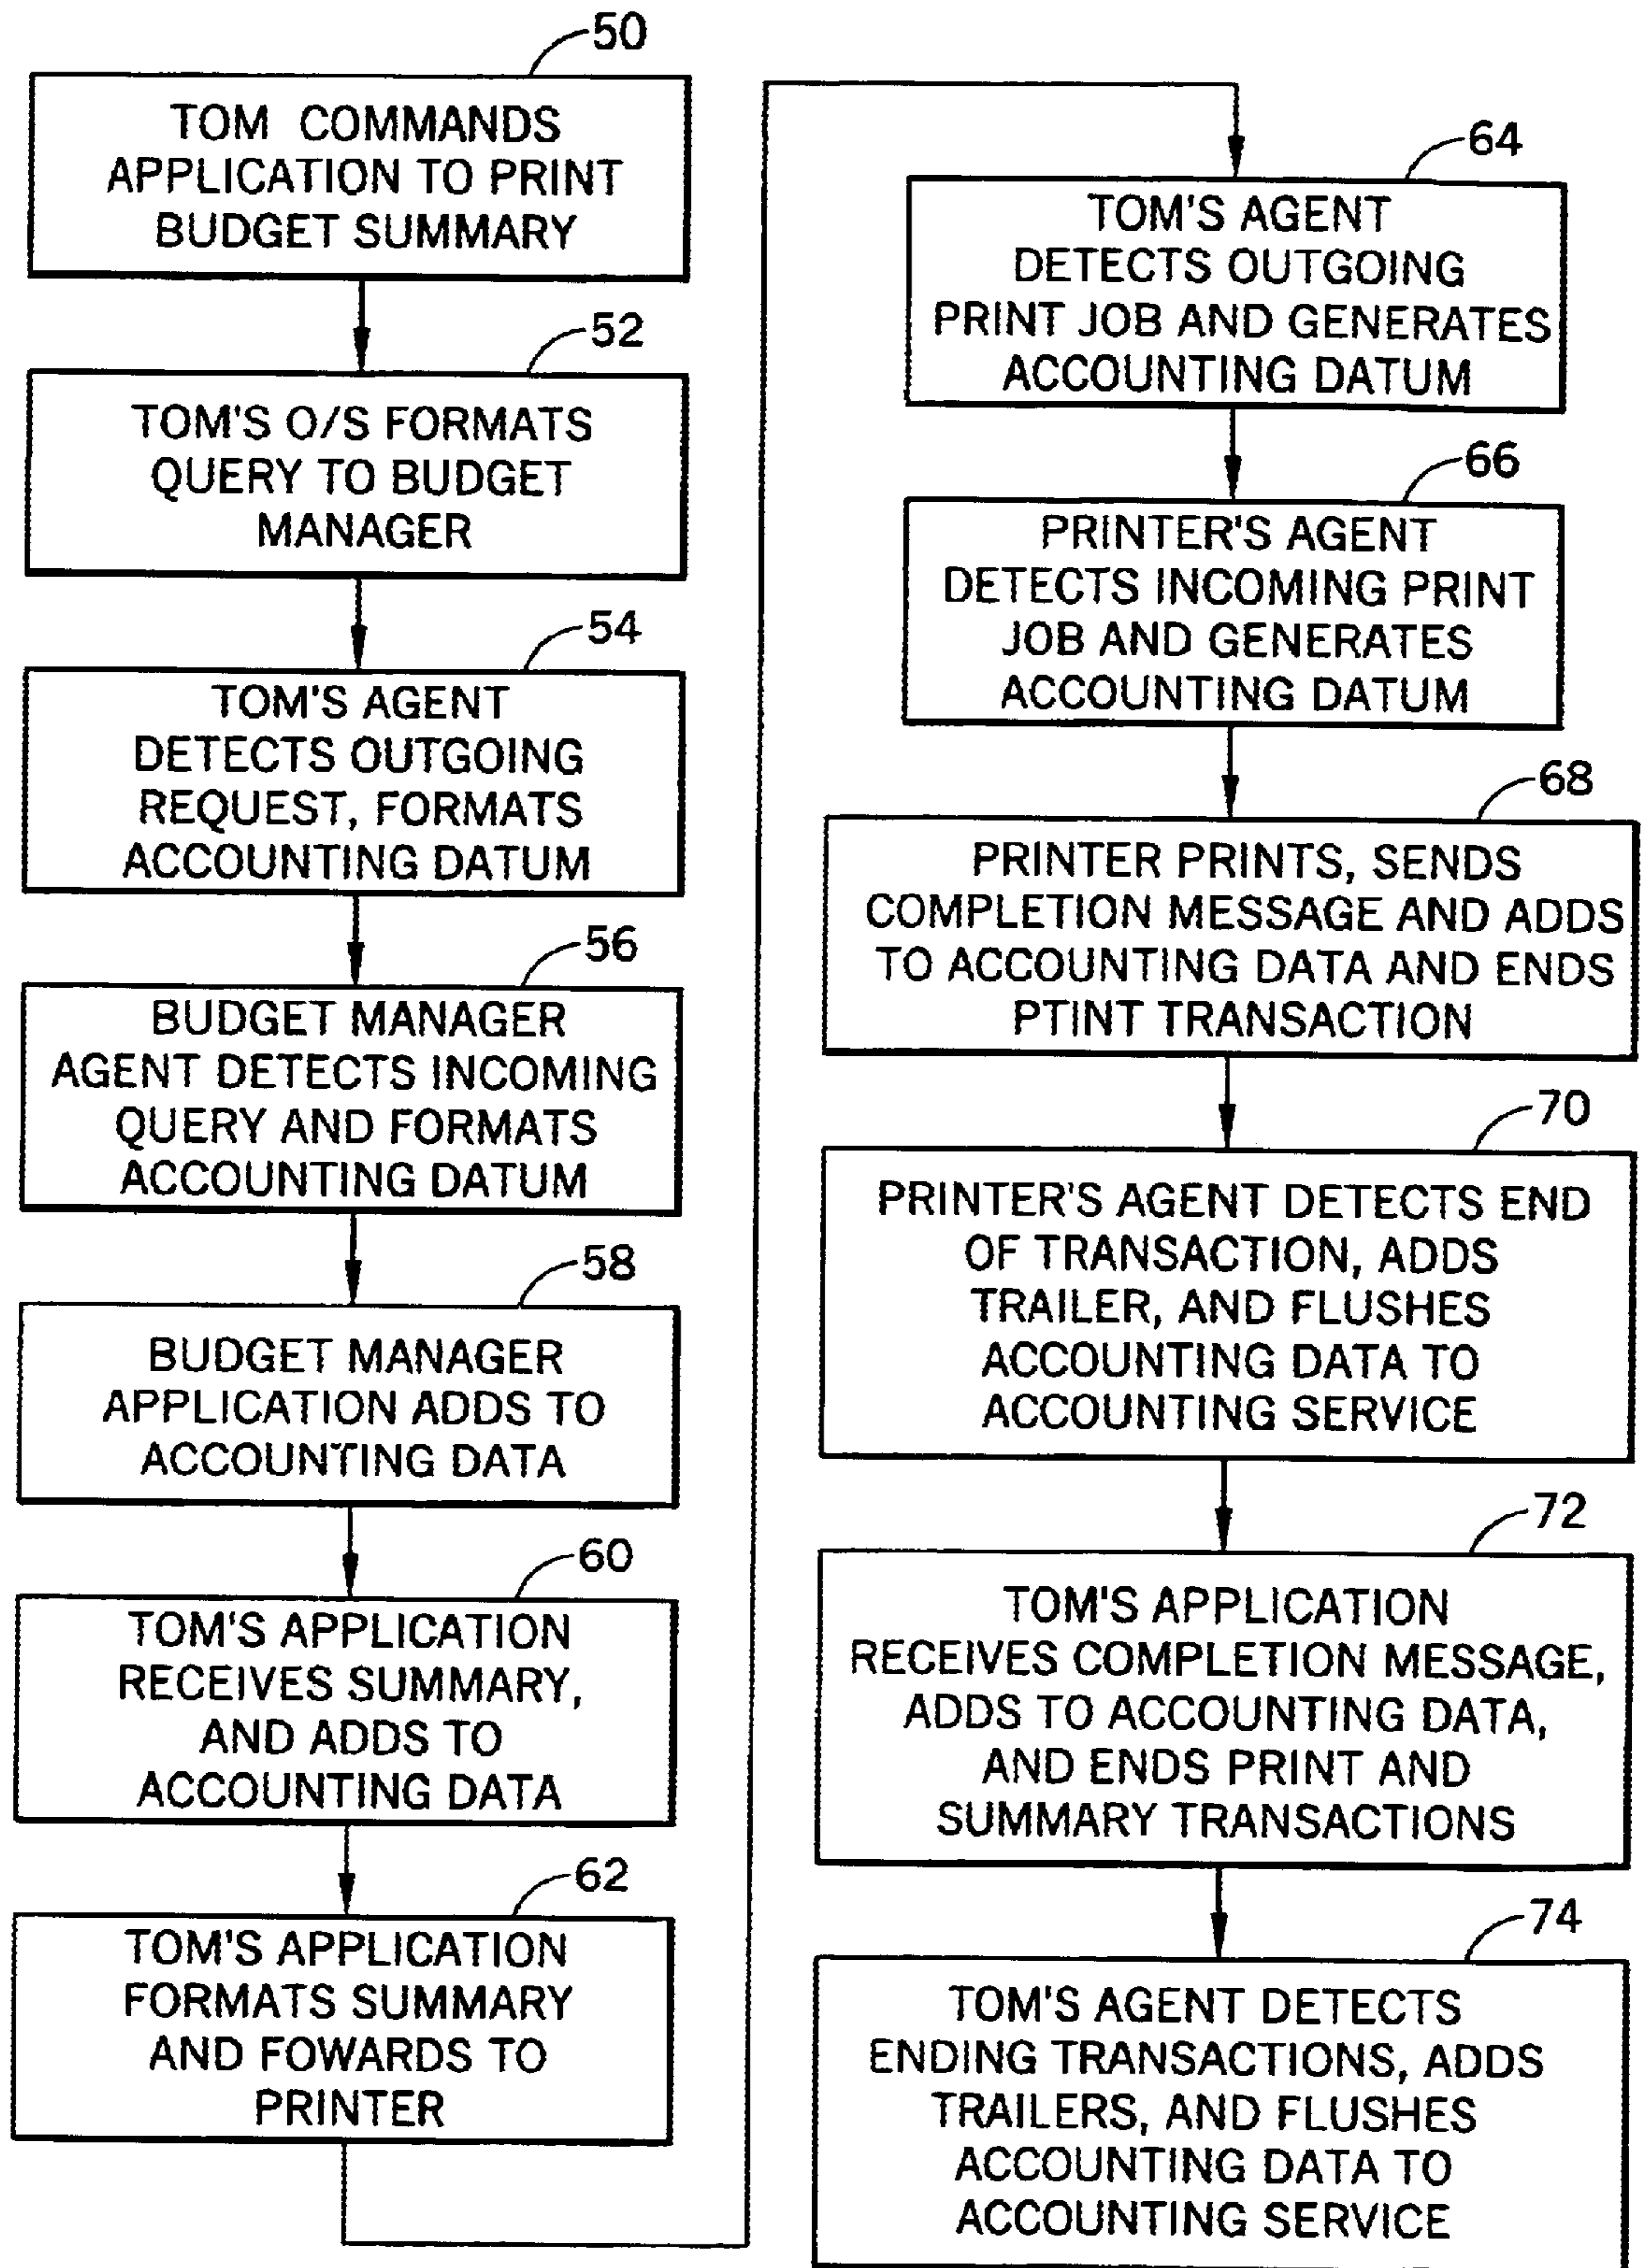 50
TOM COMMANDS
APPLICATION TO PRINT
BUDGET SUMMARY
52
TOM'S O/S FORMATS
QUERY TO BUDGET
MANAGER
54
TOM'S AGENT
DETECTS OUTGOING
REQUEST, FORMATS
ACCOUNTING DATUM
56
BUDGET MANAGER
AGENT DETECTS INCOMING
QUERY AND FORMATS
ACCOUNTING DATUM
58
BUDGET MANAGER
APPLICATION ADDS TO
ACCOUNTING DATA
60
TOM'S APPLICATION
RECEIVES SUMMARY,
AND ADDS TO
ACCOUNTING DATA
62
TOM'S APPLICATION
FORMATS SUMMARY
AND FOWARDS TO
PRINTER
64
TOM'S AGENT
DETECTS OUTGOING
PRINT JOB AND GENERATES
ACCOUNTING DATUM
66
PRINTER'S AGENT
DETECTS INCOMING PRINT
JOB AND GENERATES
ACCOUNTING DATUM
68
PRINTER PRINTS, SENDS
COMPLETION MESSAGE AND ADDS
TO ACCOUNTING DATA AND ENDS
PTINT TRANSACTION
70
PRINTER'S AGENT DETECTS END
OF TRANSACTION, ADDS
TRAILER, AND FLUSHES
ACCOUNTING DATA TO
ACCOUNTING SERVICE
72
TOM'S APPLICATION
RECEIVES COMPLETION MESSAGE,
ADDS TO ACCOUNTING DATA,
AND ENDS PRINT AND
SUMMARY TRANSACTIONS
74
TOM'S AGENT DETECTS
ENDING TRANSACTIONS, ADDS
TRAILERS, AND FLUSHES
ACCOUNTING DATA TO
ACCOUNTING SERVICE